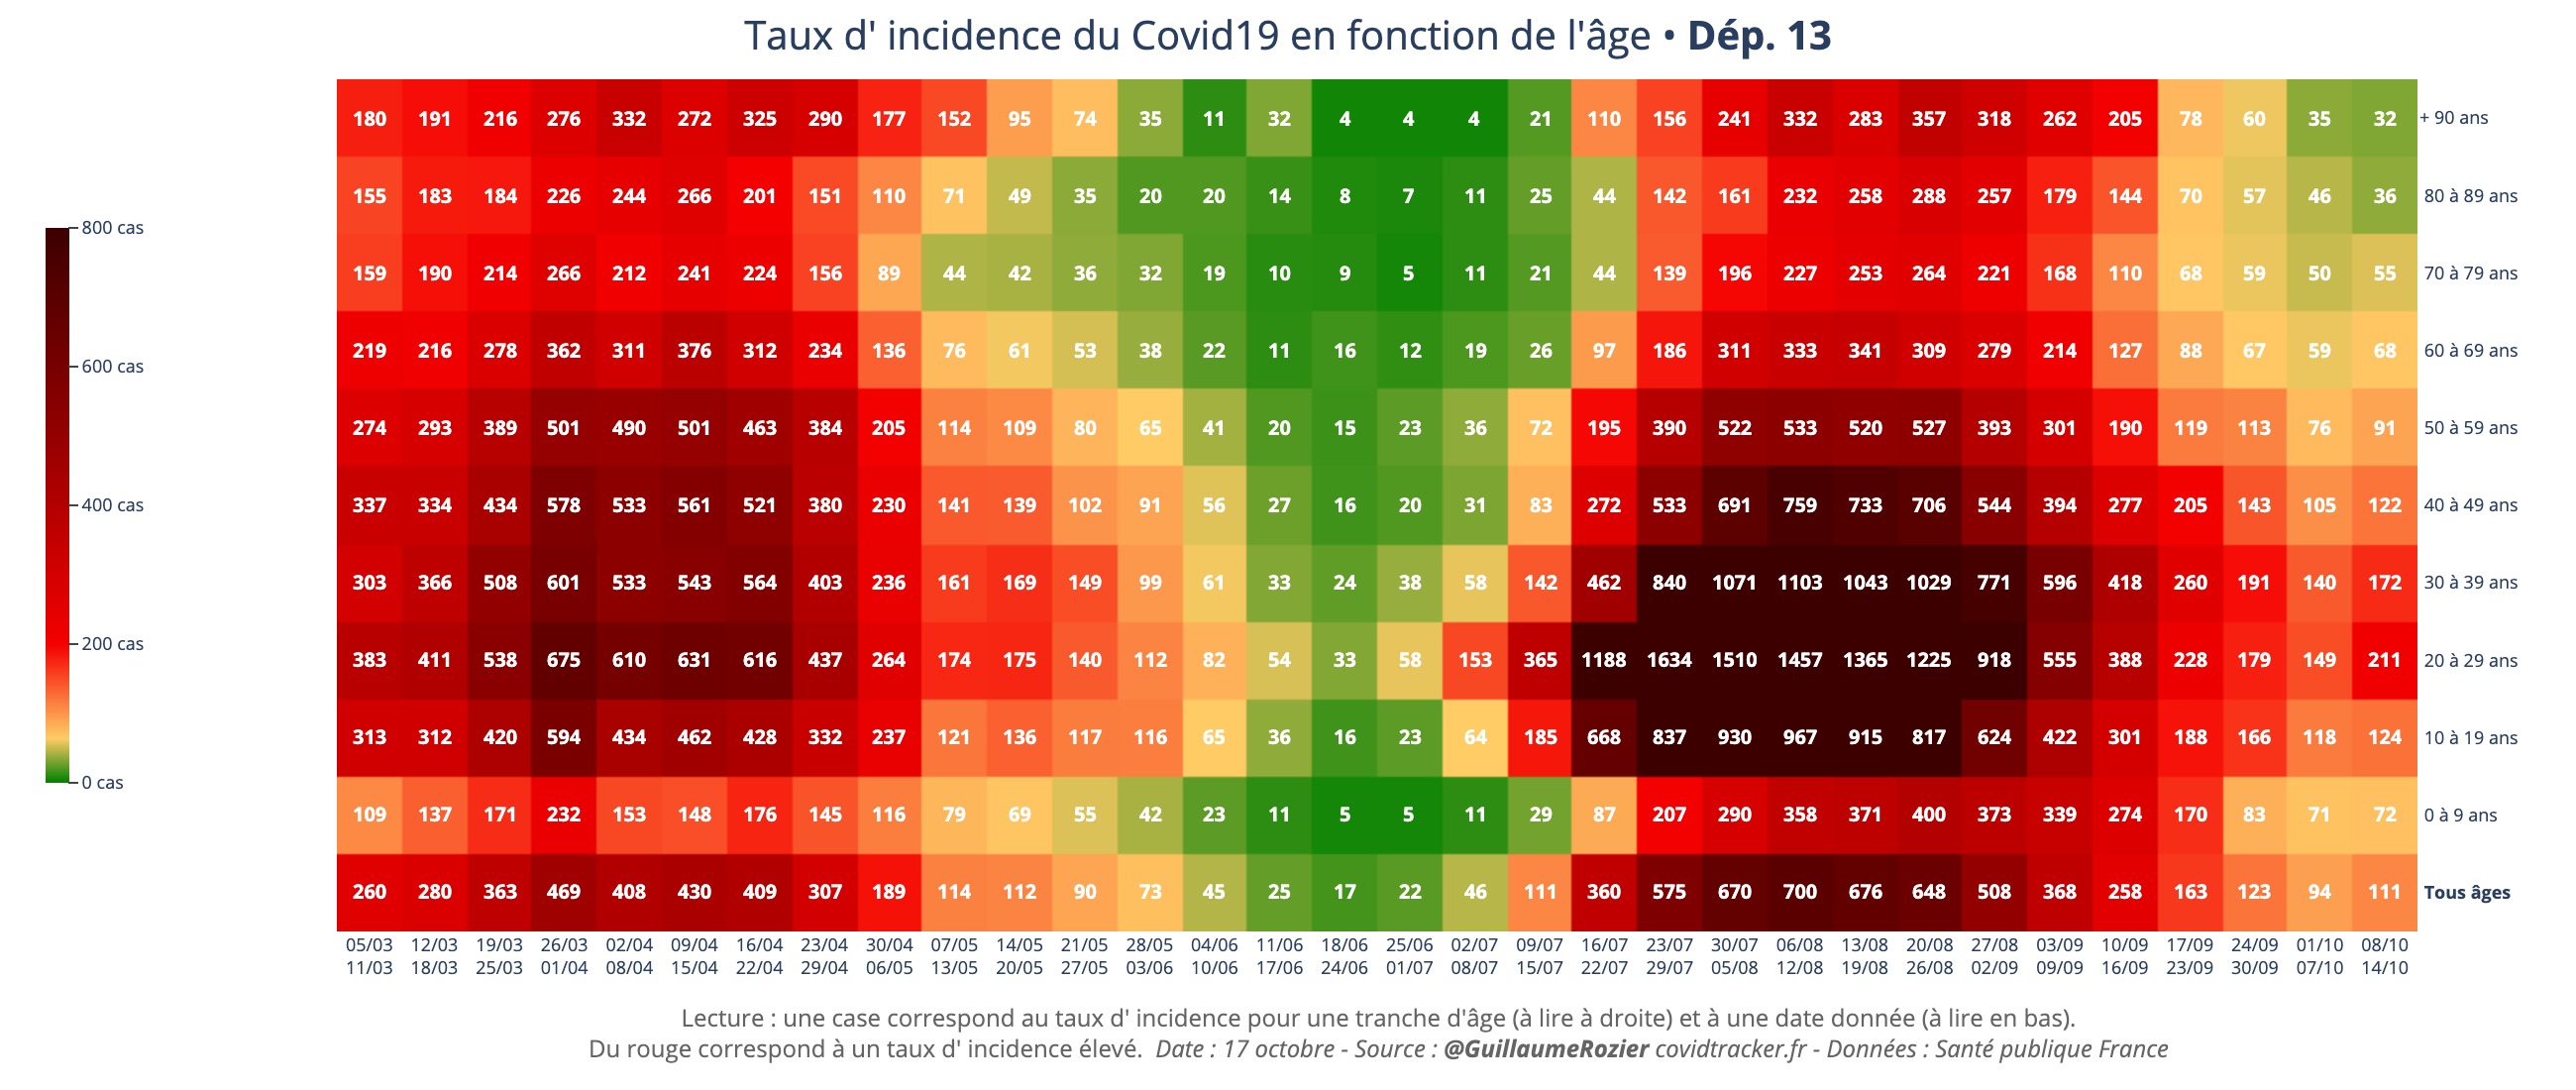 Taux d' incidence du Covid19 en fonction de l'âge • Dép. 13
800 cas
600 cas
400 cas
200 cas
0 cas
180 191 216 276 332 272 325 290 177 152 95 74 35 11 32 4 4 4 21 110 156 241 332 283 357 318 262 205 78 60 35 32 + 90 ans
155 183 184 226 244 266 201 151 110 71 49 35 20 20 14 8 7 11 25 44 142 161 232 258 288 257 179 144 70 57 46 36 80 à 89 ans
159 190 214 266 212 241 224 156 89 44 42 36 32 19 10 9 5 11 21 44 139 196 227 253 264 221 168 110 68 59 50 55 70 à 79 ans
219 216 278 362 311 376 312 234 136 76 61 53 38 22 11 16 12 19 26 97 186 311 333 341 309 279 214 127 88 67 59 68 60 à 69 ans
274 293 389 501 490 501 463 384 205 114 109 80 65 41 20 15 23 36 72 195 390 522 533 520 527 393 301 190 119 113 76 91 50 à 59 ans
337 334 434 578 533 561 521 380 230 141 139 102 91 56 27 16 20 31 83 272 533 691 759 733 706 544 394 277 205 143 105 122 40 à 49 ans
303 366 508 601 533 543 564 403 236 161 169 149 99 61 33 24 38 58 142 462 840 1071 1103 1043 1029 771 596 418 260 191 140 172 30 à 39 ans
383 411 538 675 610 631 616 437 264 174 175 140 112 82 54 33 58 153 365 1188 1634 1510 1457 1365 1225 918 555 388 228 179 149 211 20 à 29 ans
313 312 420 594 434 462 428 332 237 121 136 117 116 65 36 16 23 64 185 668 837 930 967 915 817 624 422 301 188 166 118 124 10 à 19 ans
109 137 171 232 153 148 176 145 116 79 69 55 42 23 11 5 5 11 29 87 207 290 358 371 400 373 339 274 170 83 71 72 0 à 9 ans
260 280 363 469 408 430 409 307 189 114 112 90 73 45 25 17 22 46 111 360 575 670 700 676 648 508 368 258 163 123 94 111 Tous âges
05/03 12/03 19/03 26/03 02/04 09/04 16/04 23/04 30/04 07/05 14/05 21/05 28/05 04/06 11/06 18/06 25/06 02/07 09/07 16/07 23/07 30/07 06/08 13/08 20/08 27/08 03/09 10/09 17/09 24/09 01/10 08/10
11/03 18/03 25/03 01/04 08/04 15/04 22/04 29/04 06/05 13/05 20/05 27/05 03/06 10/06 17/06 24/06 01/07 08/07 15/07 22/07 29/07 05/08 12/08 19/08 26/08 02/09 09/09 16/09 23/09 30/09 07/10 14/10
Lecture : une case correspond au taux d' incidence pour une tranche d'âge (à lire à droite) et à une date donnée (à lire en bas).
Du rouge correspond à un taux d' incidence élevé. Date : 17 octobre - Source : @GuillaumeRozier covidtracker.fr - Données : Santé publique France